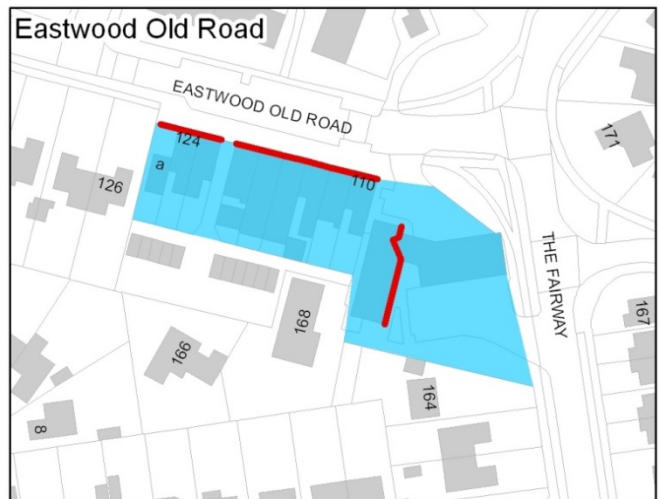 Eastwood Old Road
EASTWOOD OLD ROAD
124
171
a
110
126
THE FAIRWAY
168
167
166
164
8